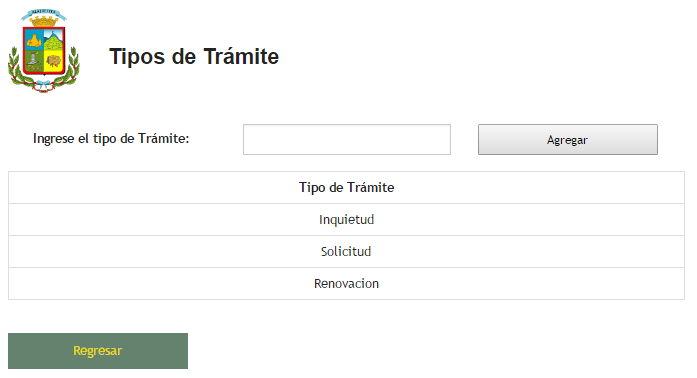 Tipos de Trámite
Ingrese el tipo de Trámite: Agregar
Tipo de Trámite
Inquietud
Solicitud
Renovacion
Regresar